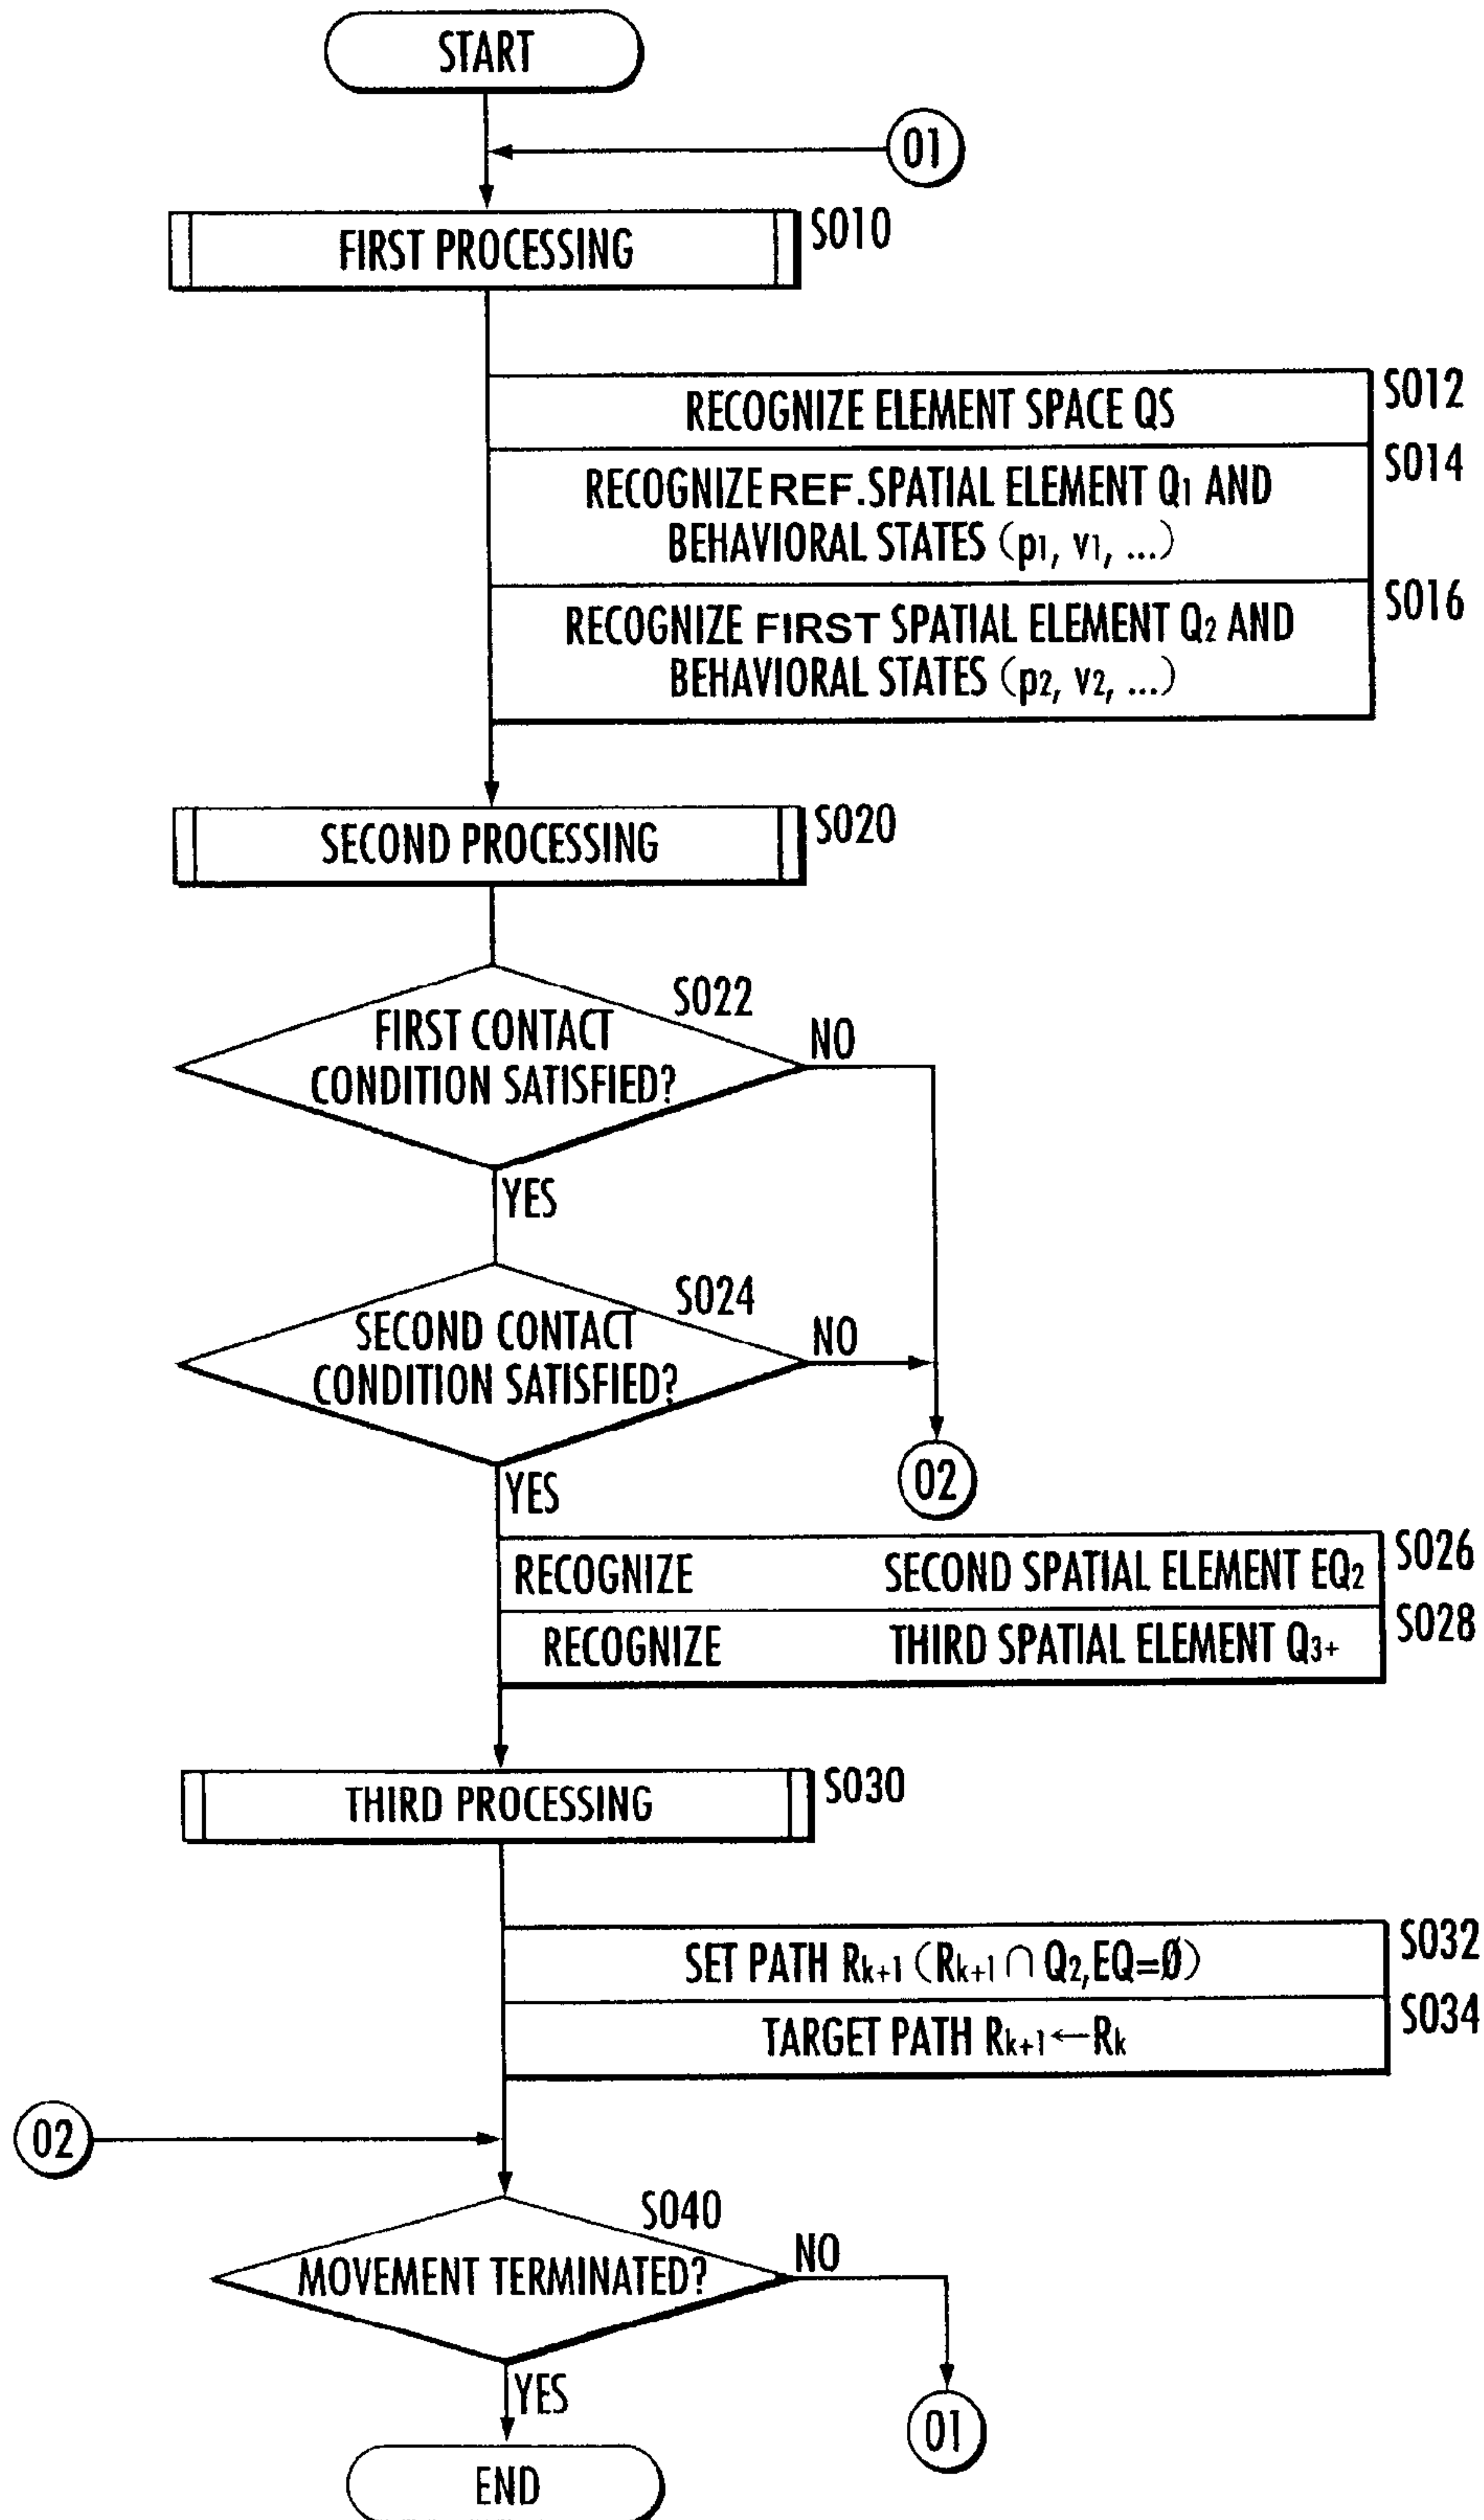 START
01
FIRST PROCESSING
S010
RECOGNIZE ELEMENT SPACE QS
S012
RECOGNIZE REF. SPATIAL ELEMENT Q1 AND
BEHAVIORAL STATES (p1, v1, ...)
S014
RECOGNIZE FIRST SPATIAL ELEMENT Q2 AND
BEHAVIORAL STATES (p2, v2, ...)
S016
SECOND PROCESSING
S020
FIRST CONTACT
CONDITION SATISFIED?
S022
NO
YES
SECOND CONTACT
CONDITION SATISFIED?
S024
NO
02
YES
RECOGNIZE SECOND SPATIAL ELEMENT EQ2
S026
RECOGNIZE THIRD SPATIAL ELEMENT Q3+
S028
THIRD PROCESSING
S030
SET PATH Rk+1 (Rk+1 ∩ Q2,EQ=Ø)
S032
TARGET PATH Rk+1←Rk
S034
02
MOVEMENT TERMINATED?
S040
NO
YES
01
END